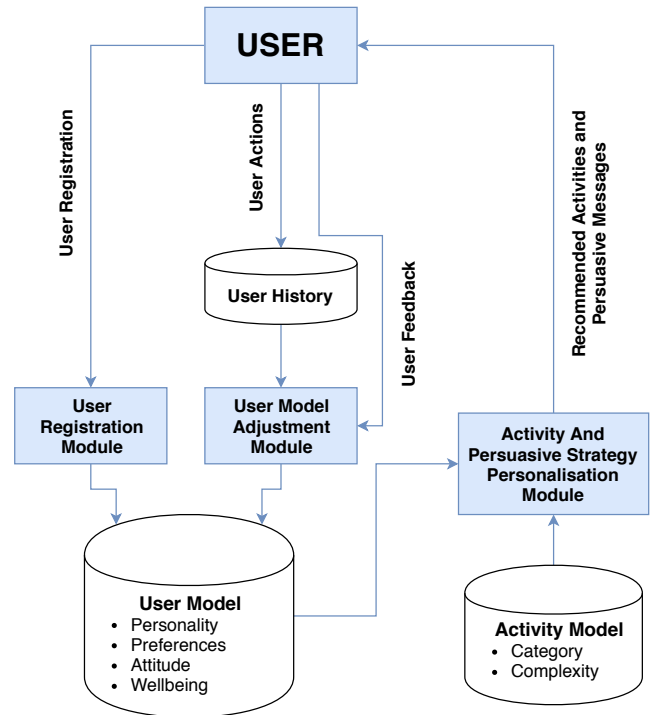 USER
User Registration
User Actions
User Feedback
Recommended Activities and
Persuasive Messages
User History
User
Registration
Module
User Model
Adjustment
Module
Activity And
Persuasive Strategy
Personalisation
Module
User Model
• Personality
• Preferences
• Attitude
• Wellbeing
Activity Model
• Category
• Complexity